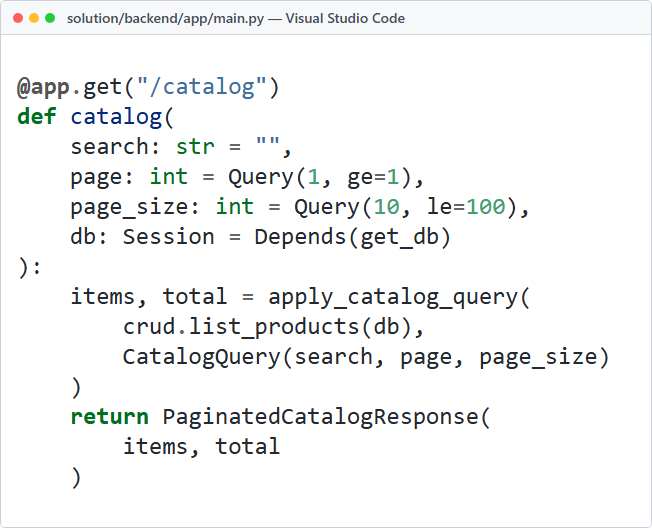 solution/backend/app/main.py — Visual Studio Code
@app.get("/catalog")
def catalog(
    search: str = "",
    page: int = Query(1, ge=1),
    page_size: int = Query(10, le=100),
    db: Session = Depends(get_db)
):
    items, total = apply_catalog_query(
        crud.list_products(db),
        CatalogQuery(search, page, page_size)
    )
    return PaginatedCatalogResponse(
        items, total
    )